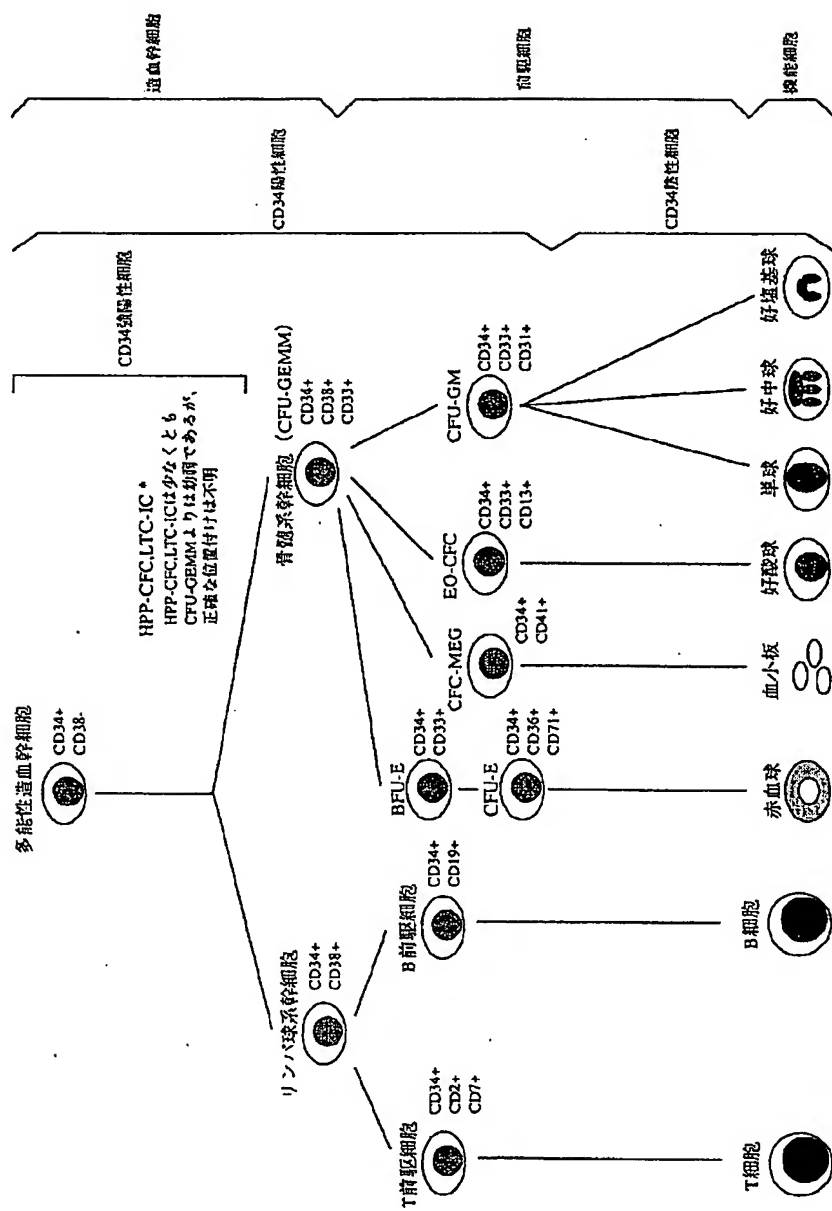 多能性造血幹細胞
CD34+
CD38-
HPP-CFC,LTC-IC *
HPP-CFC,LTC-ICは少なくとも
CFU-GEMMよりは幼弱であるが、
正確な位置付けは不明
CD34強陽性細胞
CD34陽性細胞
CD34陰性細胞
造血幹細胞
前駆細胞
機能細胞
リンパ球系幹細胞
CD34+
CD38+
骨髄系幹細胞 (CFU-GEMM)
CD34+
CD38+
CD33+
T前駆細胞
CD34+
CD2+
CD7+
B前駆細胞
CD34+
CD19+
BFU-E
CD34+
CD33+
CFU-E
CD34+
CD36+
CD71+
CFC-MEG
CD34+
CD41+
EO-CFC
CD34+
CD33+
CD13+
CFU-GM
CD34+
CD33+
CD31+
T細胞
B細胞
赤血球
血小板
好酸球
単球
好中球
好塩基球